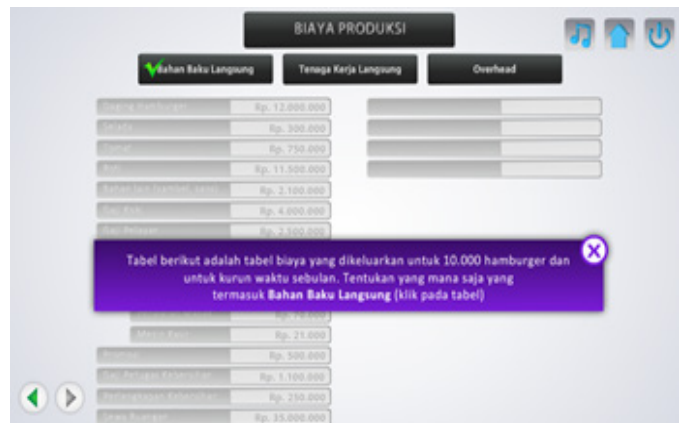 BIAYA PRODUKSI
Bahan Baku Langsung
Tenaga Kerja Langsung
Overhead
Daging Hamburger Rp. 12.000.000
Selada Rp. 300.000
Tomat Rp. 750.000
Roti Rp. 11.500.000
Bahan lain (sambel, saos) Rp. 2.100.000
Gaji Koki Rp. 4.000.000
Gaji Pelayan Rp. 2.500.000
Tabel berikut adalah tabel biaya yang dikeluarkan untuk 10.000 hamburger dan
untuk kurun waktu sebulan. Tentukan yang mana saja yang
termasuk Bahan Baku Langsung (klik pada tabel)
Rp. 70.000
Mesin Kasir Rp. 21.000
Promosi Rp. 500.000
Gaji Petugas Kebersihan Rp. 1.100.000
Perlengkapan Kebersihan Rp. 250.000
Sewa Ruangan Rp. 35.000.000